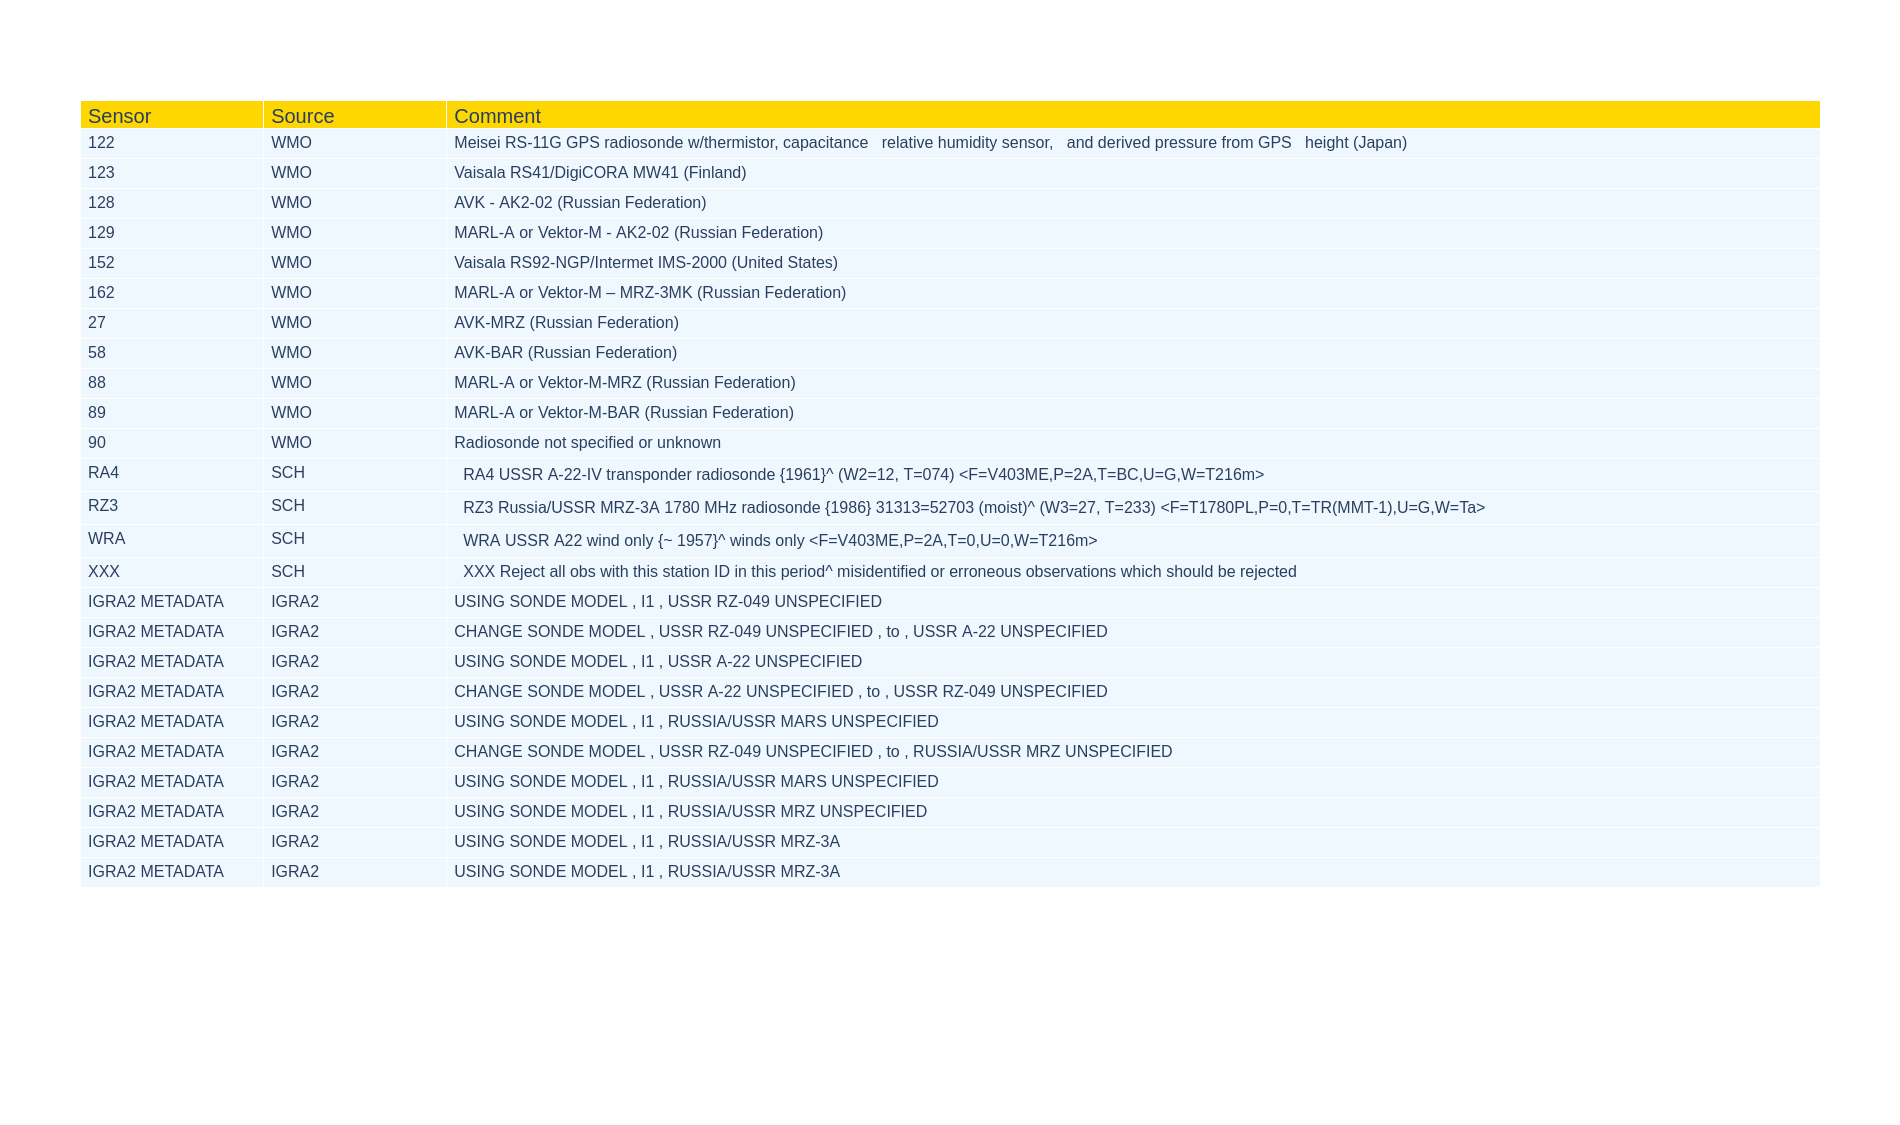 Sensor Source Comment
122 WMO Meisei RS-11G GPS radiosonde w/thermistor, capacitance   relative humidity sensor,   and derived pressure from GPS   height (Japan)
123 WMO Vaisala RS41/DigiCORA MW41 (Finland)
128 WMO AVK - AK2-02 (Russian Federation)
129 WMO MARL-A or Vektor-M - AK2-02 (Russian Federation)
152 WMO Vaisala RS92-NGP/Intermet IMS-2000 (United States)
162 WMO MARL-A or Vektor-M – MRZ-3MK (Russian Federation)
27 WMO AVK-MRZ (Russian Federation)
58 WMO AVK-BAR (Russian Federation)
88 WMO MARL-A or Vektor-M-MRZ (Russian Federation)
89 WMO MARL-A or Vektor-M-BAR (Russian Federation)
90 WMO Radiosonde not specified or unknown
RA4 SCH RA4 USSR A-22-IV transponder radiosonde {1961}^ (W2=12, T=074) <F=V403ME,P=2A,T=BC,U=G,W=T216m>
RZ3 SCH RZ3 Russia/USSR MRZ-3A 1780 MHz radiosonde {1986} 31313=52703 (moist)^ (W3=27, T=233) <F=T1780PL,P=0,T=TR(MMT-1),U=G,W=Ta>
WRA SCH WRA USSR A22 wind only {~ 1957}^ winds only <F=V403ME,P=2A,T=0,U=0,W=T216m>
XXX SCH XXX Reject all obs with this station ID in this period^ misidentified or erroneous observations which should be rejected
IGRA2 METADATA IGRA2 USING SONDE MODEL , I1 , USSR RZ-049 UNSPECIFIED
IGRA2 METADATA IGRA2 CHANGE SONDE MODEL , USSR RZ-049 UNSPECIFIED , to , USSR A-22 UNSPECIFIED
IGRA2 METADATA IGRA2 USING SONDE MODEL , I1 , USSR A-22 UNSPECIFIED
IGRA2 METADATA IGRA2 CHANGE SONDE MODEL , USSR A-22 UNSPECIFIED , to , USSR RZ-049 UNSPECIFIED
IGRA2 METADATA IGRA2 USING SONDE MODEL , I1 , RUSSIA/USSR MARS UNSPECIFIED
IGRA2 METADATA IGRA2 CHANGE SONDE MODEL , USSR RZ-049 UNSPECIFIED , to , RUSSIA/USSR MRZ UNSPECIFIED
IGRA2 METADATA IGRA2 USING SONDE MODEL , I1 , RUSSIA/USSR MARS UNSPECIFIED
IGRA2 METADATA IGRA2 USING SONDE MODEL , I1 , RUSSIA/USSR MRZ UNSPECIFIED
IGRA2 METADATA IGRA2 USING SONDE MODEL , I1 , RUSSIA/USSR MRZ-3A
IGRA2 METADATA IGRA2 USING SONDE MODEL , I1 , RUSSIA/USSR MRZ-3A